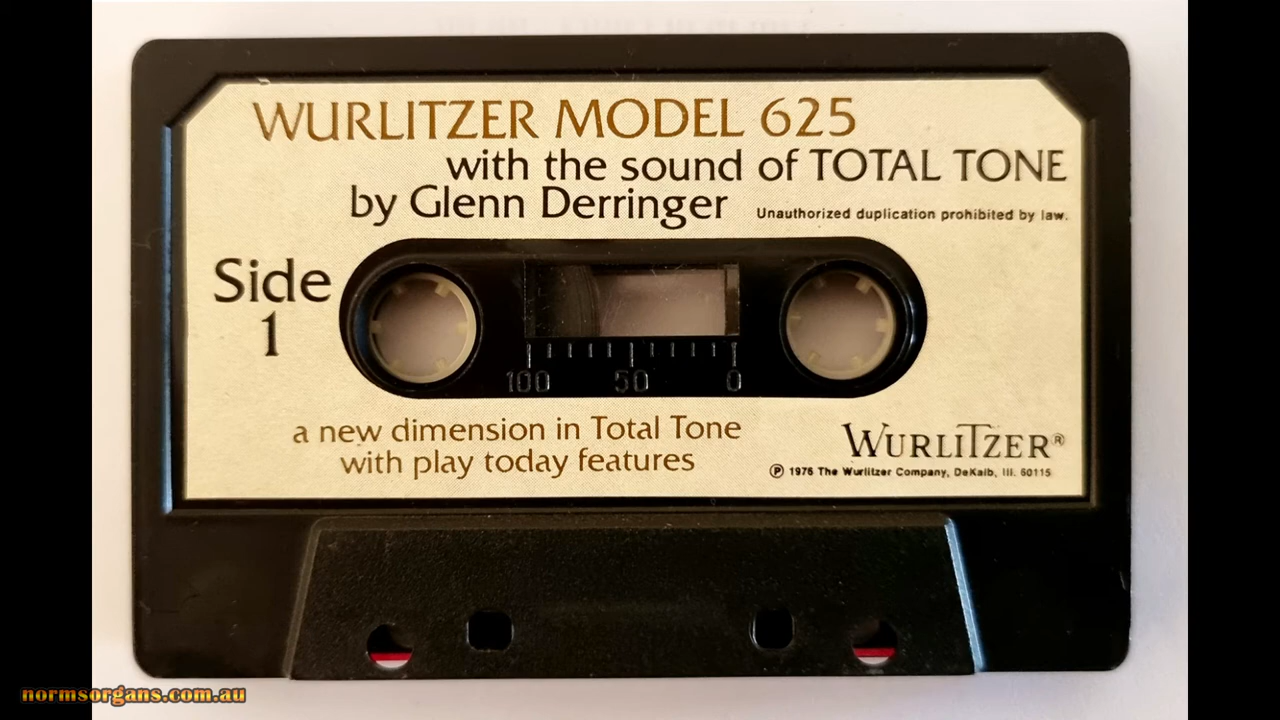 WURLITZER MODEL 625
with the sound of TOTAL TONE
by Glenn Derringer
Unauthorized duplication prohibited by law.
Side
1
100 50 0
a new dimension in Total Tone
with play today features
WURLITZER®
Ⓟ 1976 The Wurlitzer Company, DeKalb, Ill. 60115
normsorgans.com.au